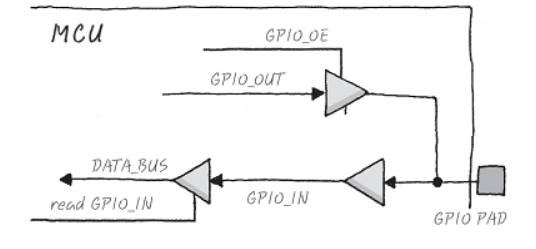 MCU
GPIO_OE
GPIO_OUT
DATA_BUS
read GPIO_IN
GPIO_IN
GPIO PAD